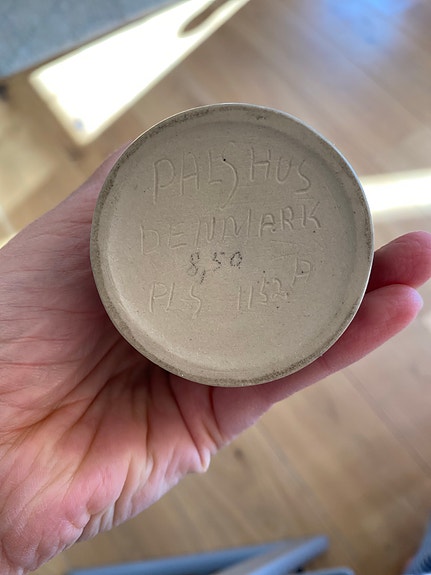 PALSHUS
DENMARK
8,50
P
PLS 1132